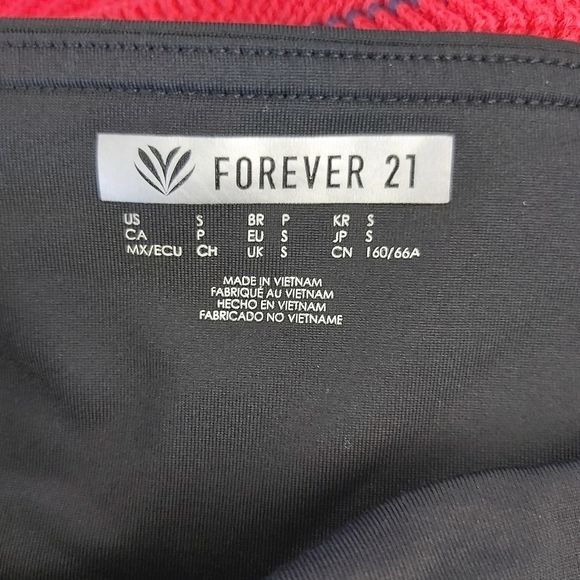 FOREVER 21
US S BR P KR S
CA P EU S JP S
MX/ECU CH UK S CN 160/66A
MADE IN VIETNAM
FABRIQUÉ AU VIETNAM
HECHO EN VIETNAM
FABRICADO NO VIETNAME